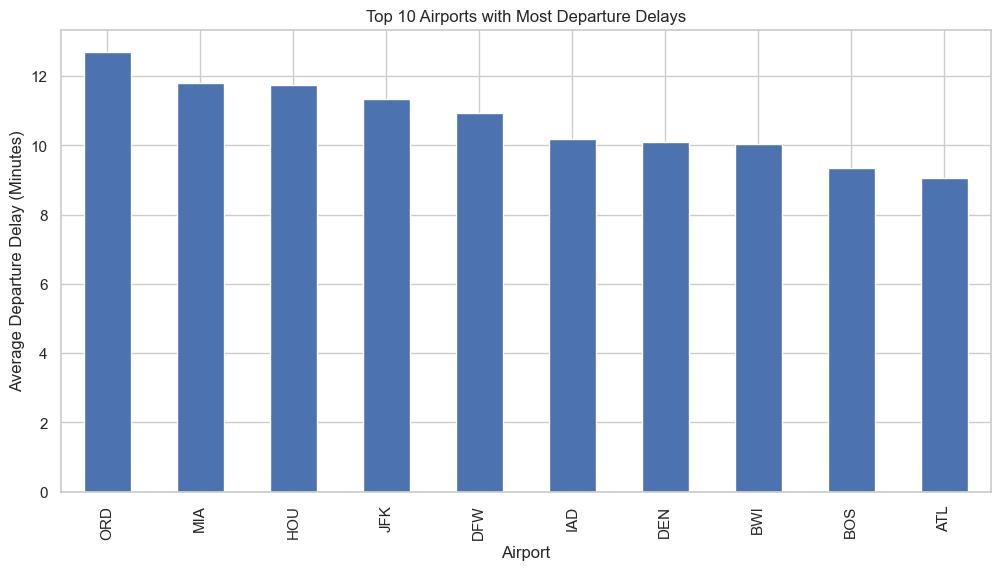 Top 10 Airports with Most Departure Delays
Average Departure Delay (Minutes)
12
10
8
6
4
2
0
ORD MIA HOU JFK DFW IAD DEN BWI BOS ATL
Airport